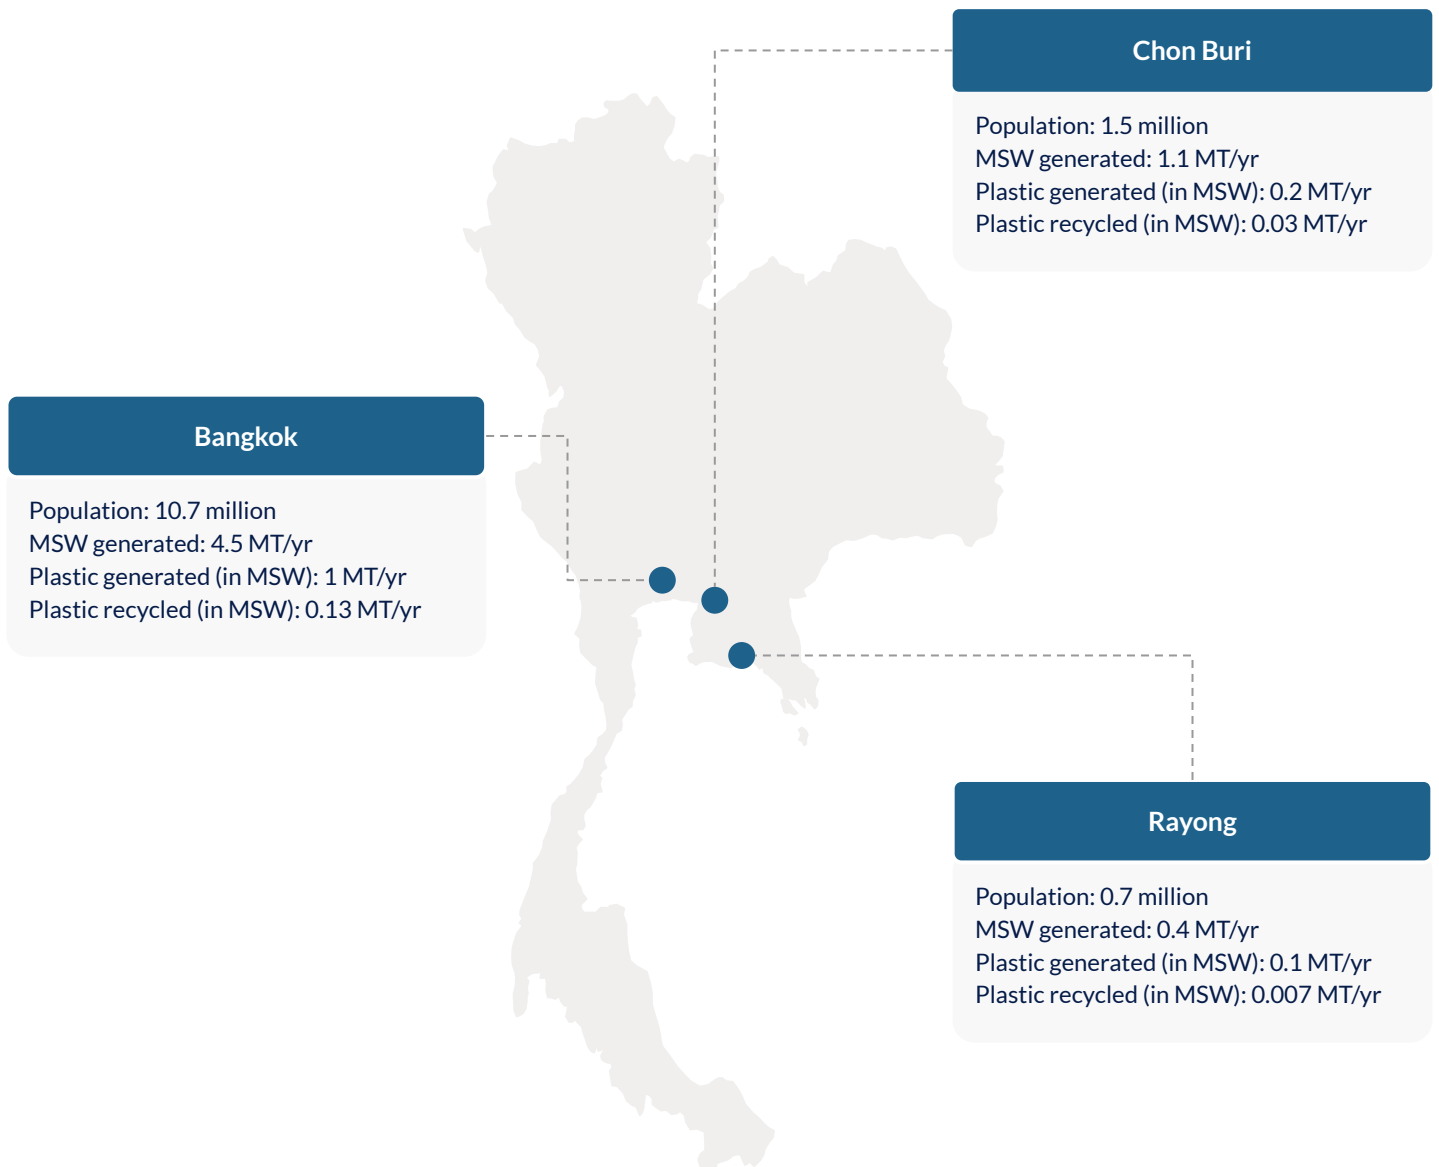 Chon Buri
Population: 1.5 million
MSW generated: 1.1 MT/yr
Plastic generated (in MSW): 0.2 MT/yr
Plastic recycled (in MSW): 0.03 MT/yr
Bangkok
Population: 10.7 million
MSW generated: 4.5 MT/yr
Plastic generated (in MSW): 1 MT/yr
Plastic recycled (in MSW): 0.13 MT/yr
Rayong
Population: 0.7 million
MSW generated: 0.4 MT/yr
Plastic generated (in MSW): 0.1 MT/yr
Plastic recycled (in MSW): 0.007 MT/yr